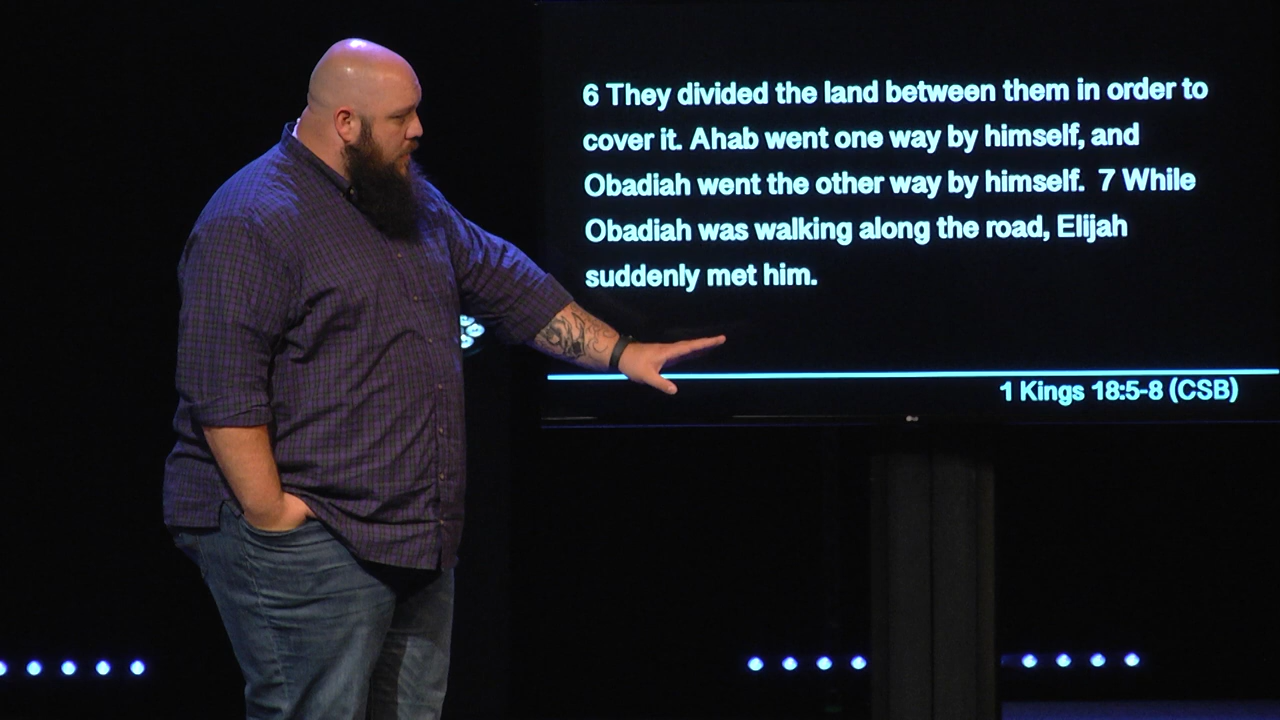 6 They divided the land between them in order to
cover it. Ahab went one way by himself, and
Obadiah went the other way by himself.  7 While
Obadiah was walking along the road, Elijah
suddenly met him.
1 Kings 18:5-8 (CSB)